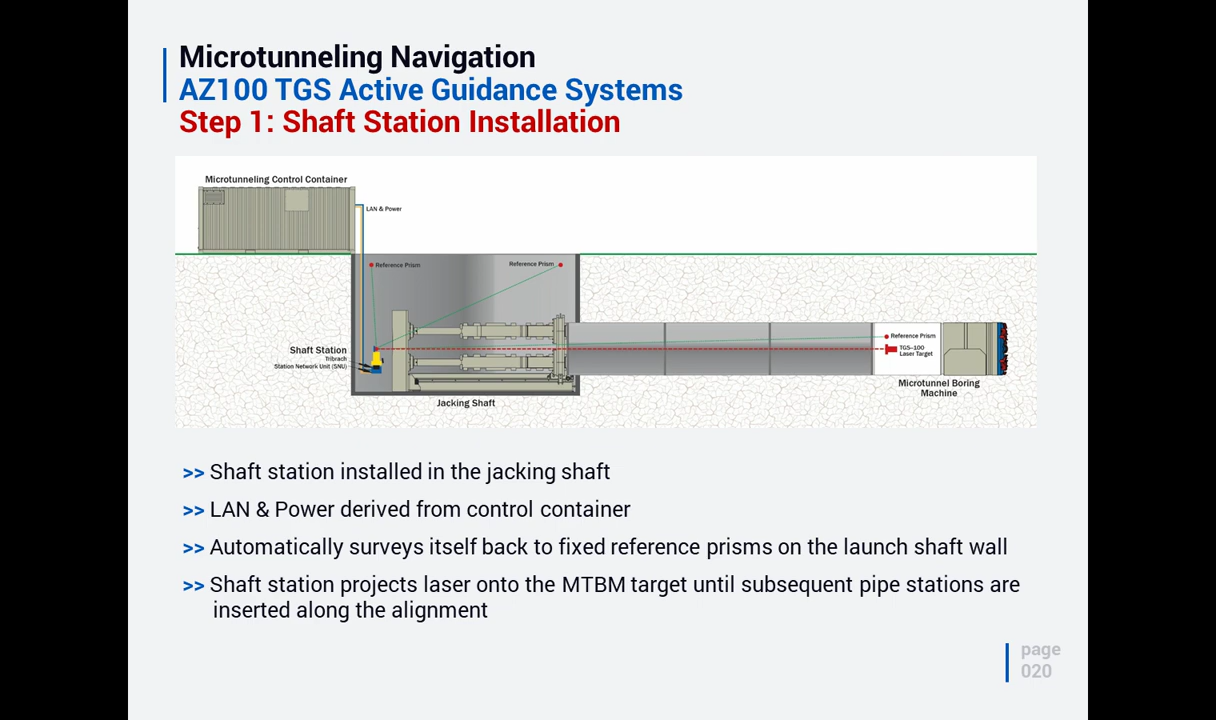 Microtunneling Navigation
AZ100 TGS Active Guidance Systems
Step 1: Shaft Station Installation
Microtunneling Control Container
LAN & Power
Reference Prism
Reference Prism
Reference Prism
TGS-100
Laser Target
Shaft Station
Tribrach
Station Network Unit (SNU)
Microtunnel Boring
Machine
Jacking Shaft
>> Shaft station installed in the jacking shaft
>> LAN & Power derived from control container
>> Automatically surveys itself back to fixed reference prisms on the launch shaft wall
>> Shaft station projects laser onto the MTBM target until subsequent pipe stations are
inserted along the alignment
page
020